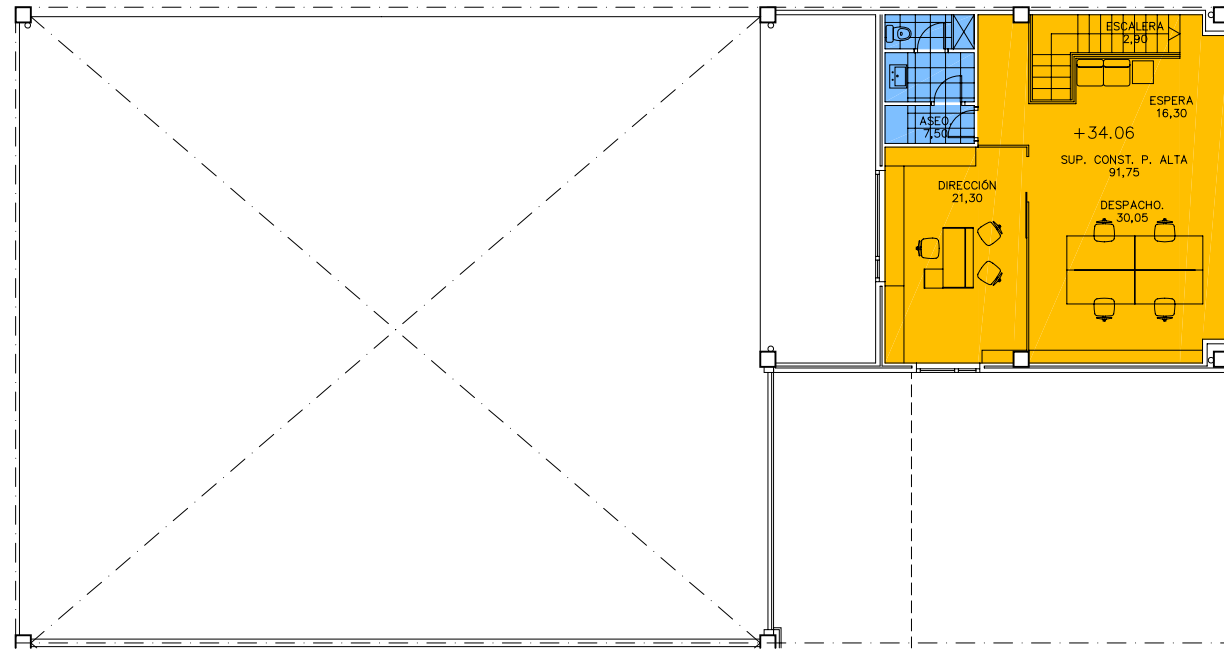 ESCALERA
2,90
ESPERA
16,30
ASEO.
7,50
+34.06
SUP. CONST. P. ALTA
91,75
DIRECCIÓN
21,30
DESPACHO.
30,05